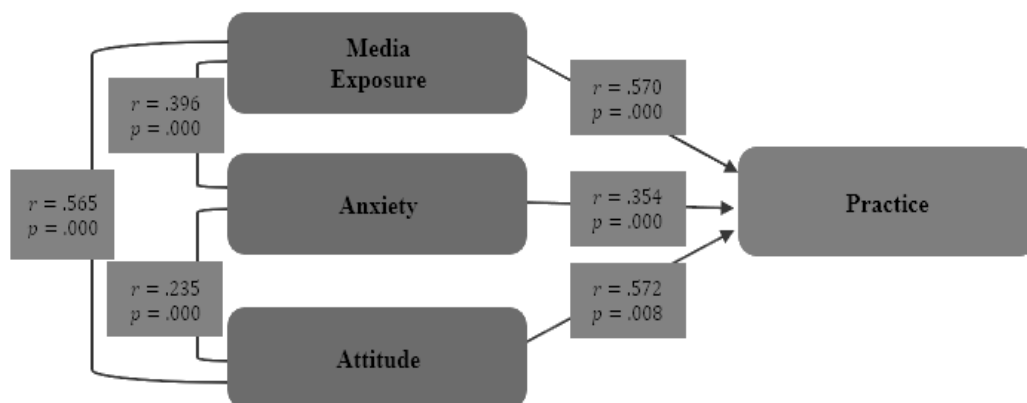 Media
Exposure
r = .570
p = .000
r = .396
p = .000
Practice
r = .565
p = .000
Anxiety
r = .354
p = .000
r = .235
p = .000
r = .572
p = .008
Attitude